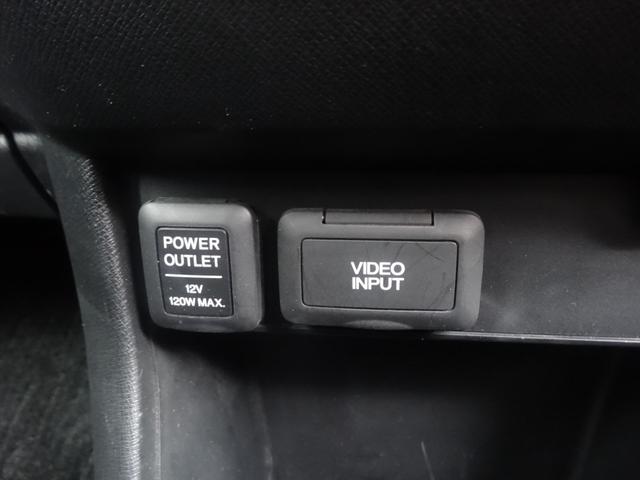 POWER
OUTLET
12V
120W MAX.
VIDEO
INPUT